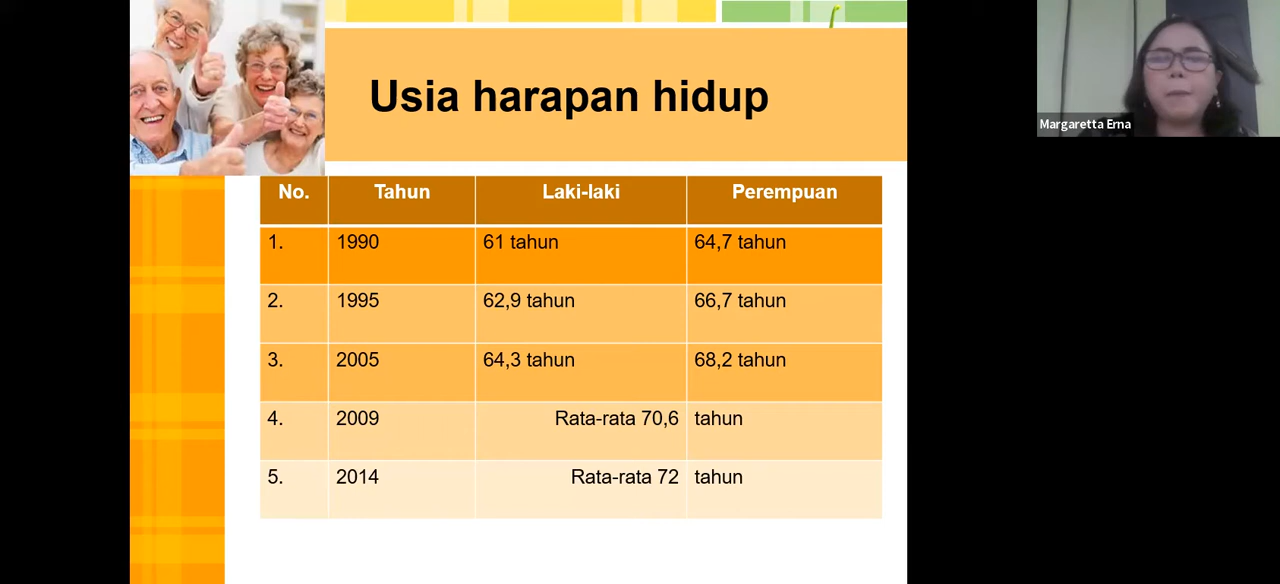 Usia harapan hidup
Margaretta Erna
No. Tahun Laki-laki Perempuan
1. 1990 61 tahun 64,7 tahun
2. 1995 62,9 tahun 66,7 tahun
3. 2005 64,3 tahun 68,2 tahun
4. 2009 Rata-rata 70,6 tahun
5. 2014 Rata-rata 72 tahun